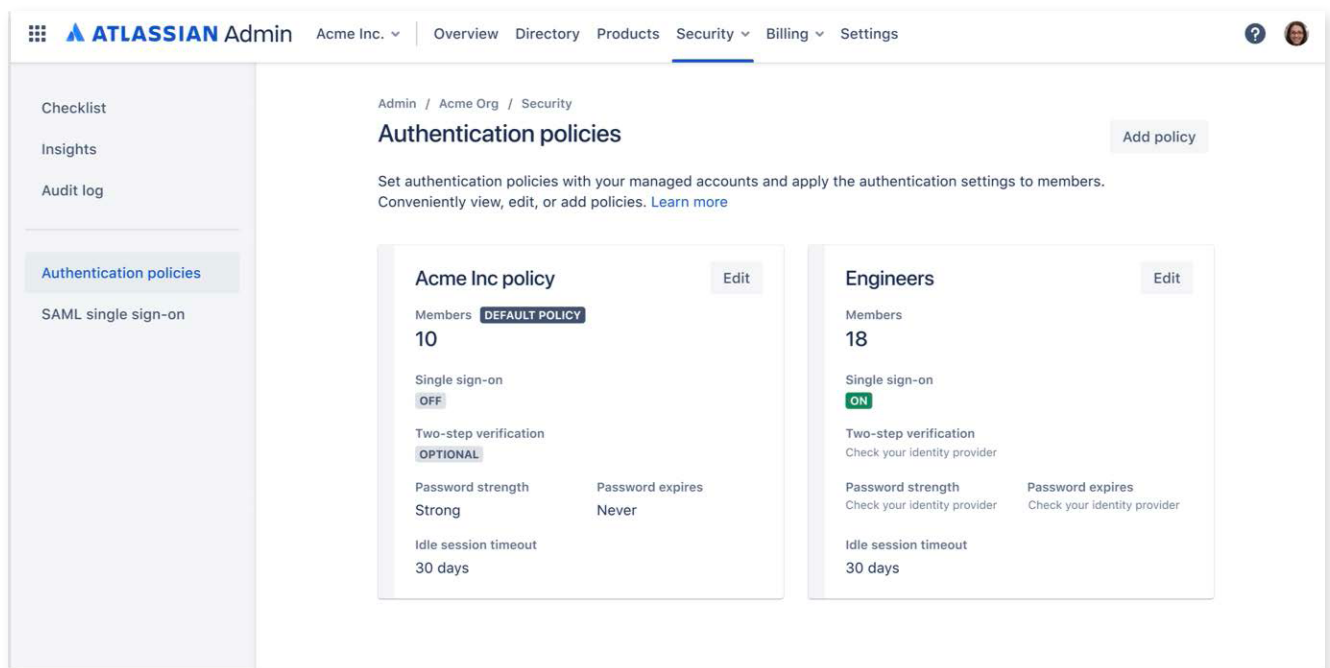 ATLASSIAN Admin Acme Inc. Overview Directory Products Security Billing Settings
Checklist
Insights
Audit log
Authentication policies
SAML single sign-on
Admin / Acme Org / Security
Authentication policies
Add policy
Set authentication policies with your managed accounts and apply the authentication settings to members.
Conveniently view, edit, or add policies. Learn more
Acme Inc policy
Edit
Members DEFAULT POLICY
10
Single sign-on
OFF
Two-step verification
OPTIONAL
Password strength Password expires
Strong Never
Idle session timeout
30 days
Engineers
Edit
Members
18
Single sign-on
ON
Two-step verification
Check your identity provider
Password strength Password expires
Check your identity provider Check your identity provider
Idle session timeout
30 days